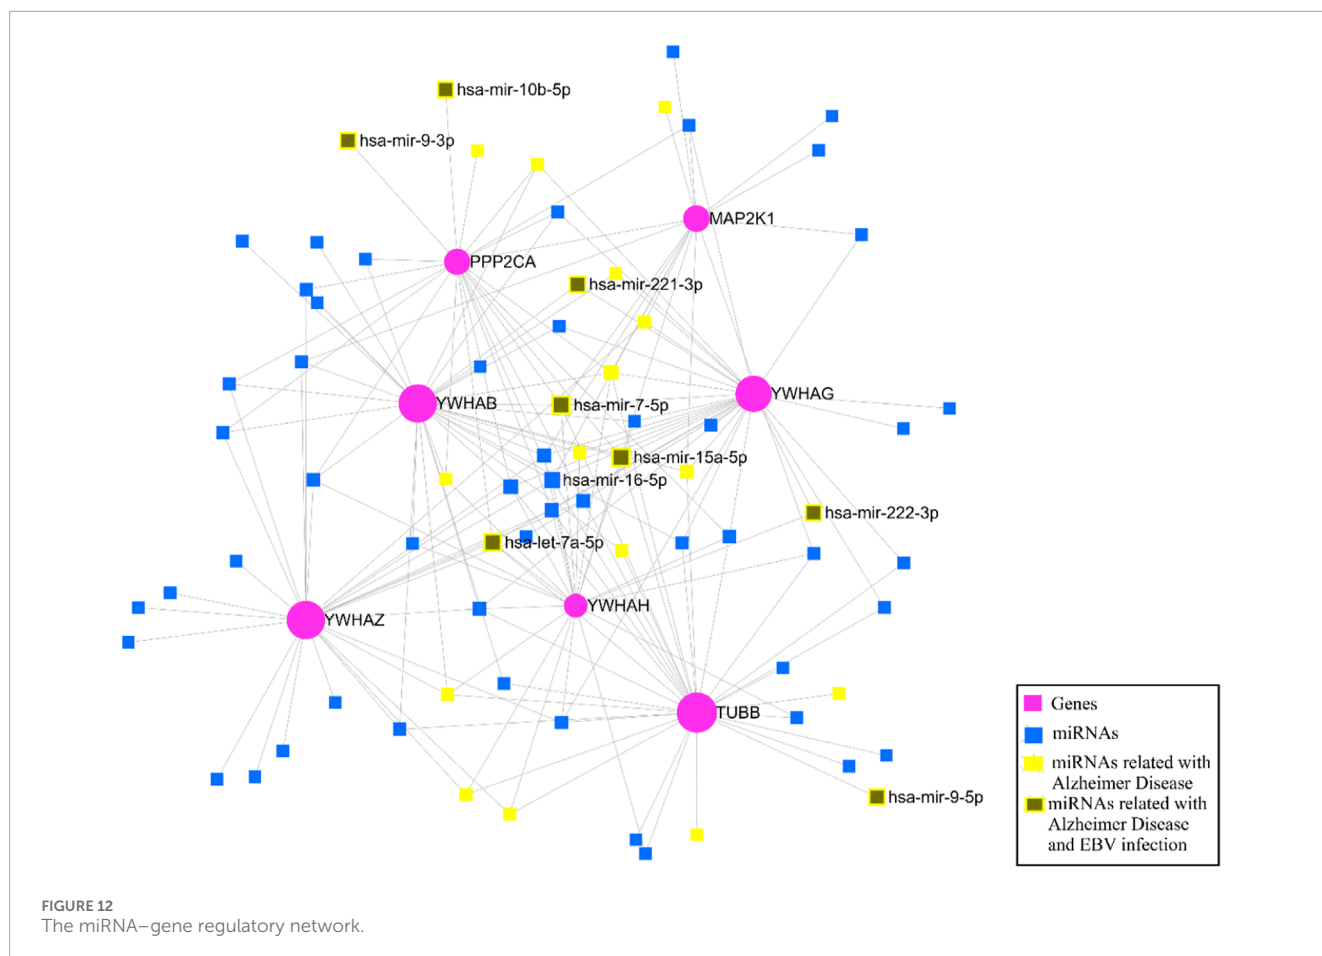 hsa-mir-10b-5p
hsa-mir-9-3p
MAP2K1
PPP2CA
hsa-mir-221-3p
YWHAG
YWHAB
hsa-mir-7-5p
hsa-mir-15a-5p
hsa-mir-16-5p
hsa-mir-222-3p
hsa-let-7a-5p
YWHAH
YWHAZ
TUBB
hsa-mir-9-5p
Genes
miRNAs
miRNAs related with
Alzheimer Disease
miRNAs related with
Alzheimer Disease
and EBV infection
FIGURE 12
The miRNA–gene regulatory network.